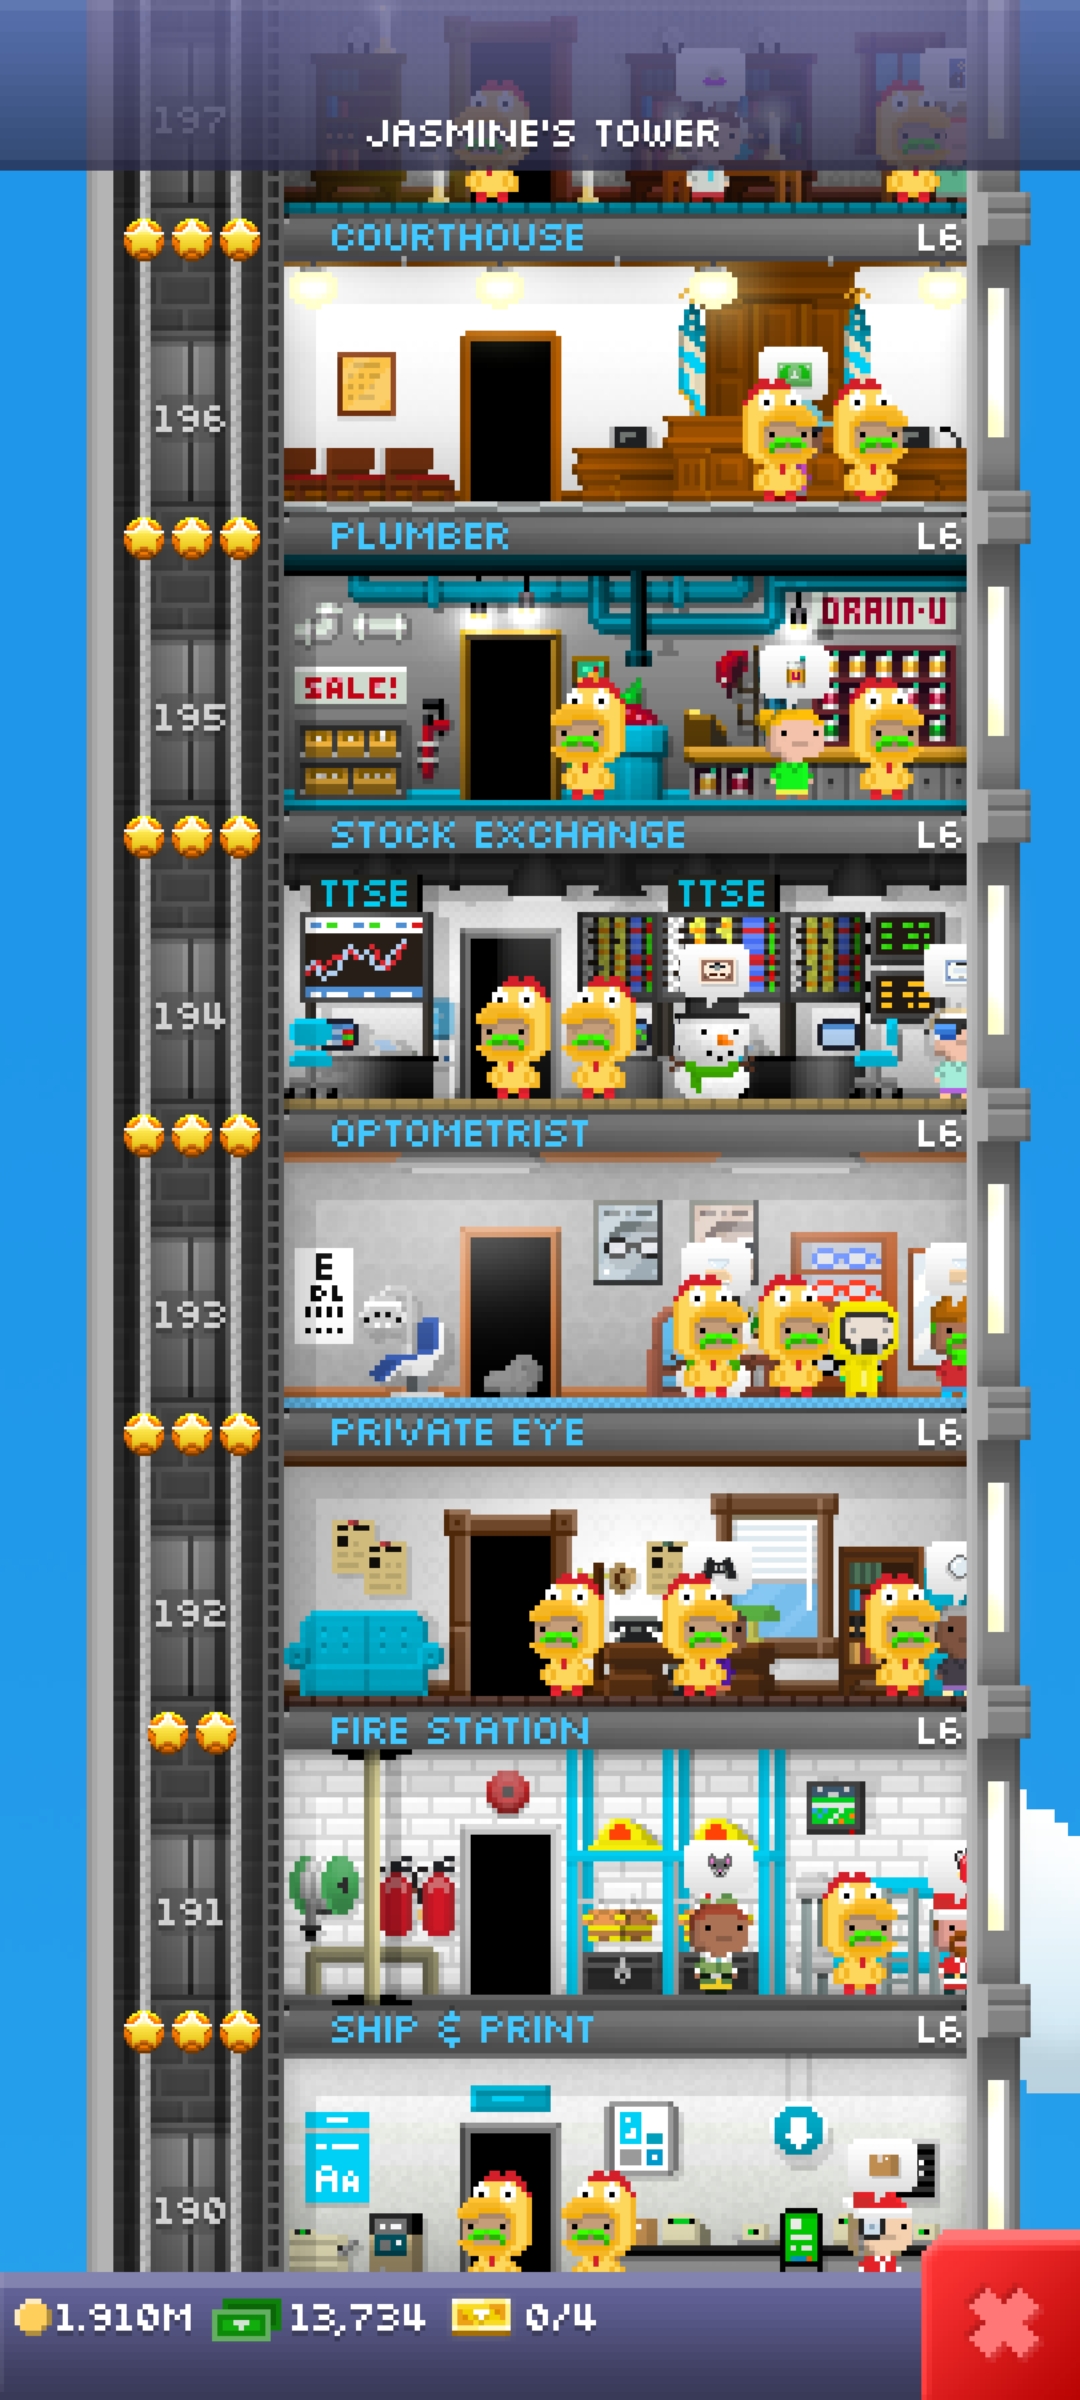 197
JASMINE'S TOWER
COURTHOUSE L6
196
PLUMBER L6
DRAIN-U
SALE!
195
STOCK EXCHANGE L6
TTSE TTSE
194
OPTOMETRIST L6
E
DL
193
PRIVATE EYE L6
192
FIRE STATION L6
191
SHIP & PRINT L6
AA
190
1.910M 13,734 0/4